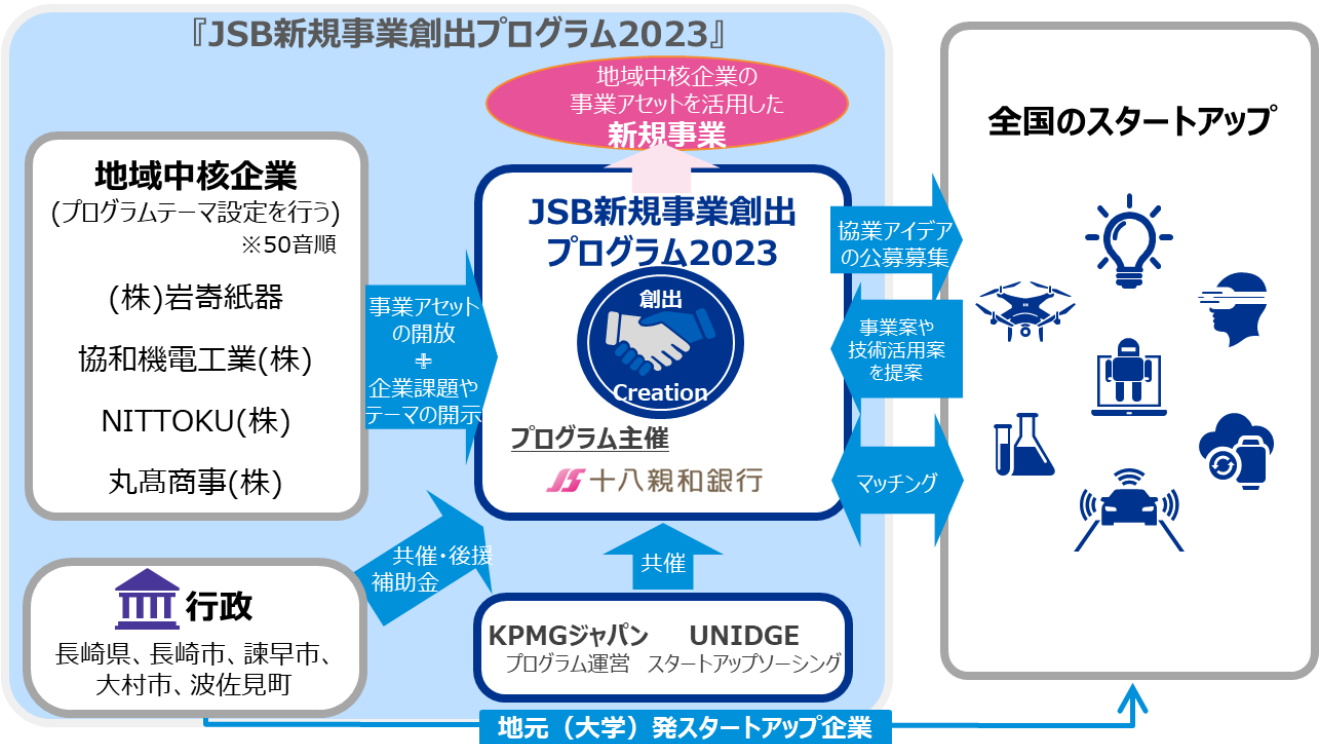 『JSB新規事業創出プログラム2023』
地域中核企業の
事業アセットを活用した
新規事業
地域中核企業
(プログラムテーマ設定を行う)
※50音順
(株)岩寄紙器
協和機電工業(株)
NITTOKU(株)
丸髙商事(株)
事業アセット
の開放
+
企業課題や
テーマの開示
JSB新規事業創出
プログラム2023
創出
Creation
プログラム主催
JS 十八親和銀行
協業アイデア
の公募募集
事業案や
技術活用案
を提案
マッチング
全国のスタートアップ
行政
長崎県、長崎市、諫早市、
大村市、波佐見町
共催・後援
補助金
共催
KPMGジャパン UNIDGE
プログラム運営 スタートアップソーシング
地元（大学）発スタートアップ企業